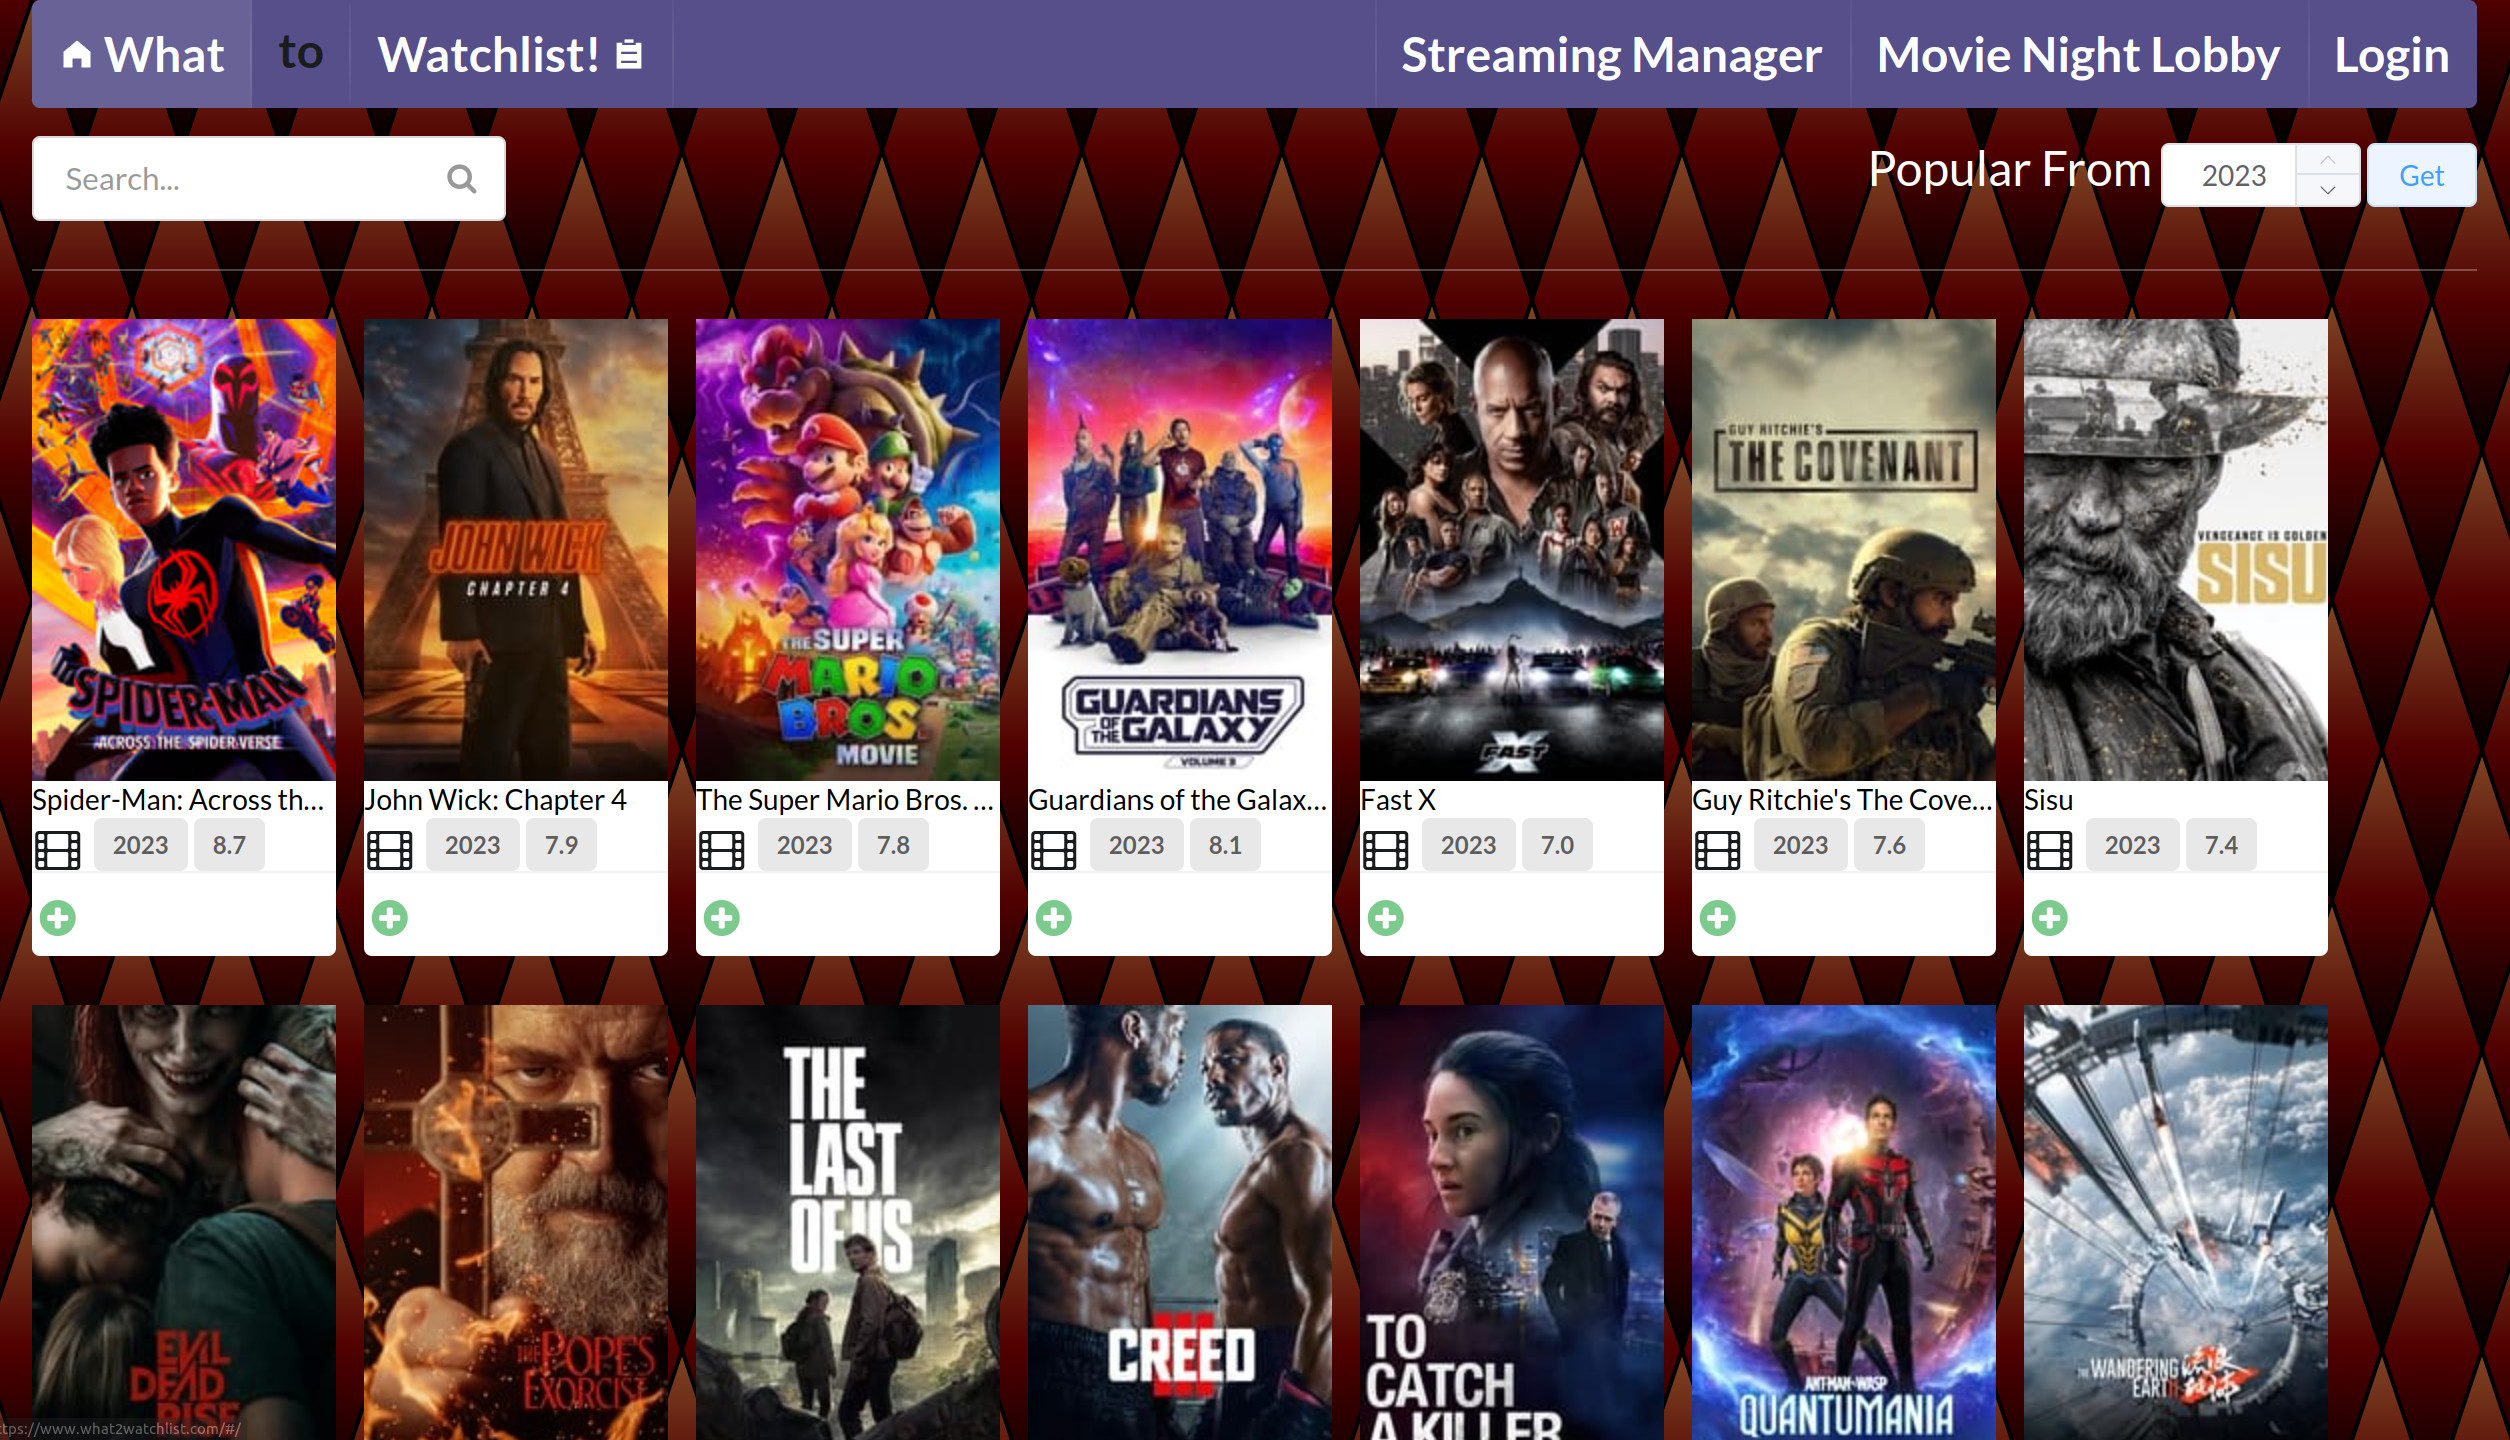 What to Watchlist! Streaming Manager Movie Night Lobby Login
Search... Popular From 2023 Get
SPIDER-MAN
ACROSS THE SPIDER-VERSE
JOHN WICK
CHAPTER 4
THE SUPER
MARIO
BROS.
MOVIE
GUARDIANS
OF THE GALAXY
VOLUME 3
FAST X
GUY RITCHIE'S
THE COVENANT
VENGEANCE IS GOLDEN
SISU
Spider-Man: Across th...
2023 8.7
John Wick: Chapter 4
2023 7.9
The Super Mario Bros. ...
2023 7.8
Guardians of the Galax...
2023 8.1
Fast X
2023 7.0
Guy Ritchie's The Cove...
2023 7.6
Sisu
2023 7.4
EVIL
DEAD
RISE
THE POPE'S
EXORCIST
THE
LAST
OF US
CREED
III
TO
CATCH
A KILLER
ANT-MAN AND THE WASP
QUANTUMANIA
THE WANDERING
EARTH
ttps://www.what2watchlist.com/#/